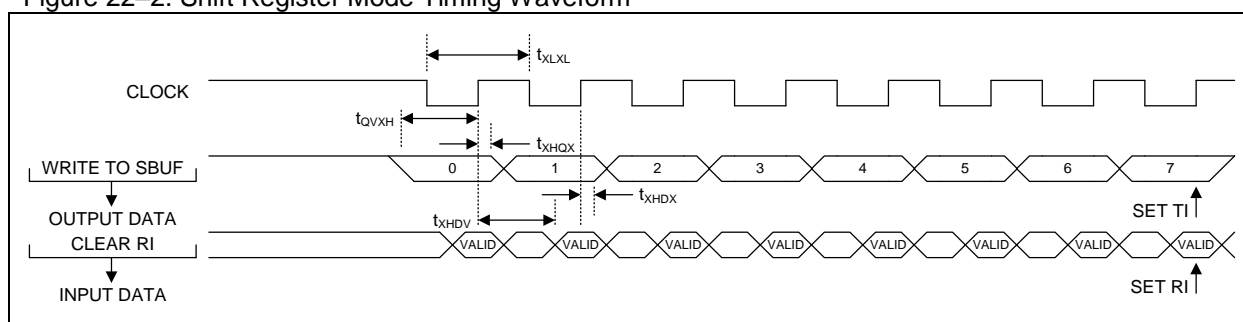 Figure 22–2. Shift Register Mode Timing Waveform
tXLXL
CLOCK
tQVXH
tXHQX
WRITE TO SBUF
0 1 2 3 4 5 6 7
tXHDX
OUTPUT DATA
SET TI
tXHDV
CLEAR RI
VALID VALID VALID VALID VALID VALID VALID VALID
INPUT DATA
SET RI